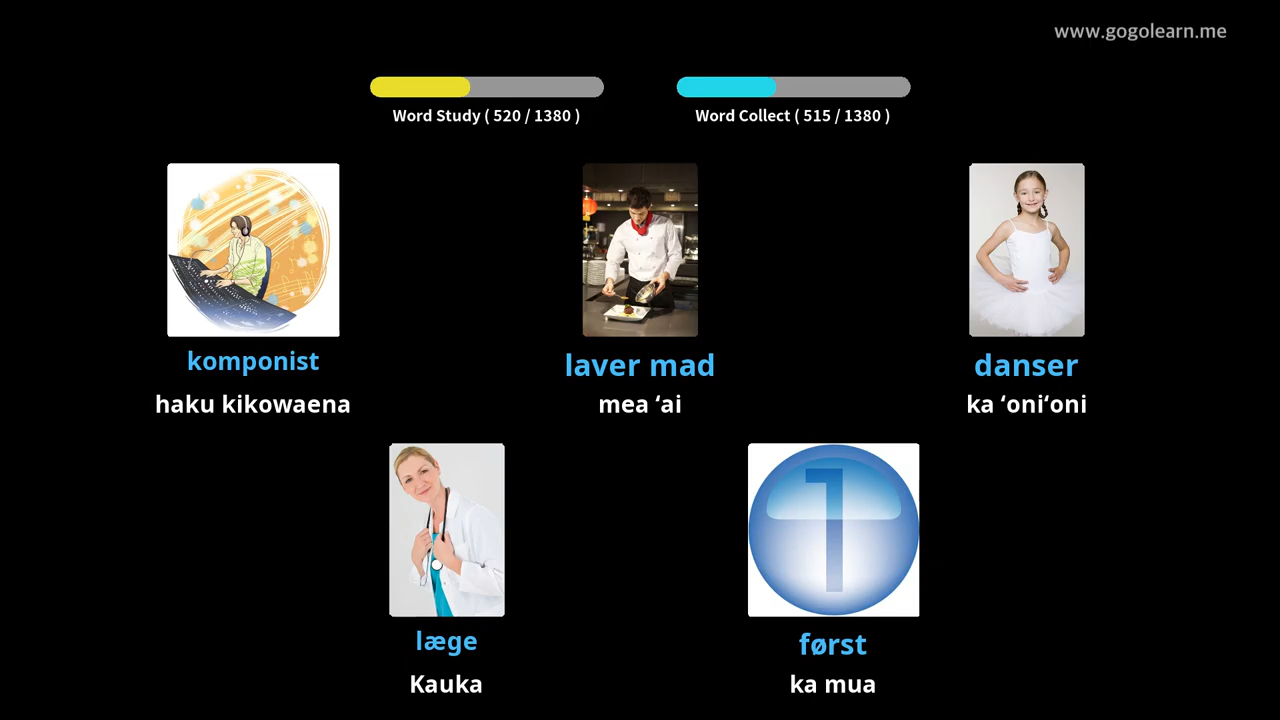 www.gogolearn.me
Word Study ( 520 / 1380 )
Word Collect ( 515 / 1380 )
komponist
haku kikowaena
laver mad
mea ʻai
danser
ka ʻoniʻoni
læge
Kauka
først
ka mua
1